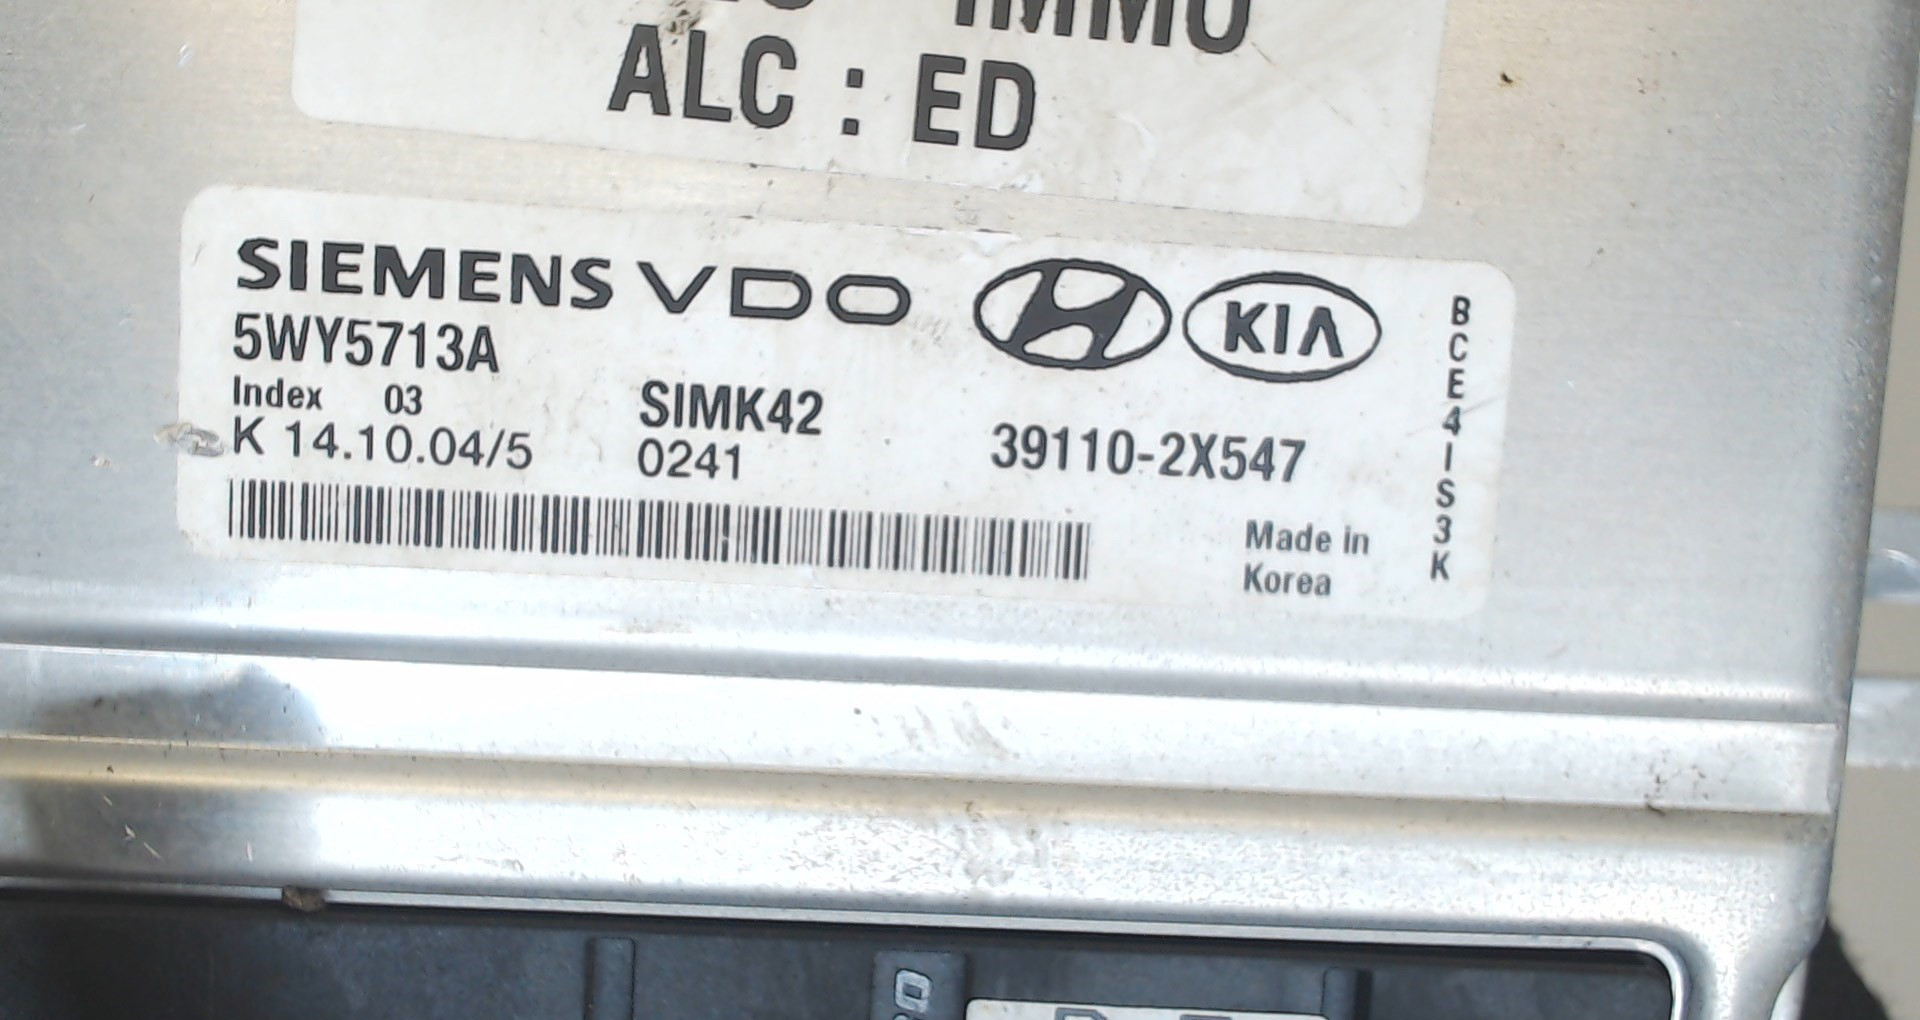 IMMO
ALC : ED
SIEMENS VDO KIA
5WY5713A
Index 03
SIMK42
K 14.10.04/5
0241
39110-2X547
Made in
Korea
BCE4IS3K